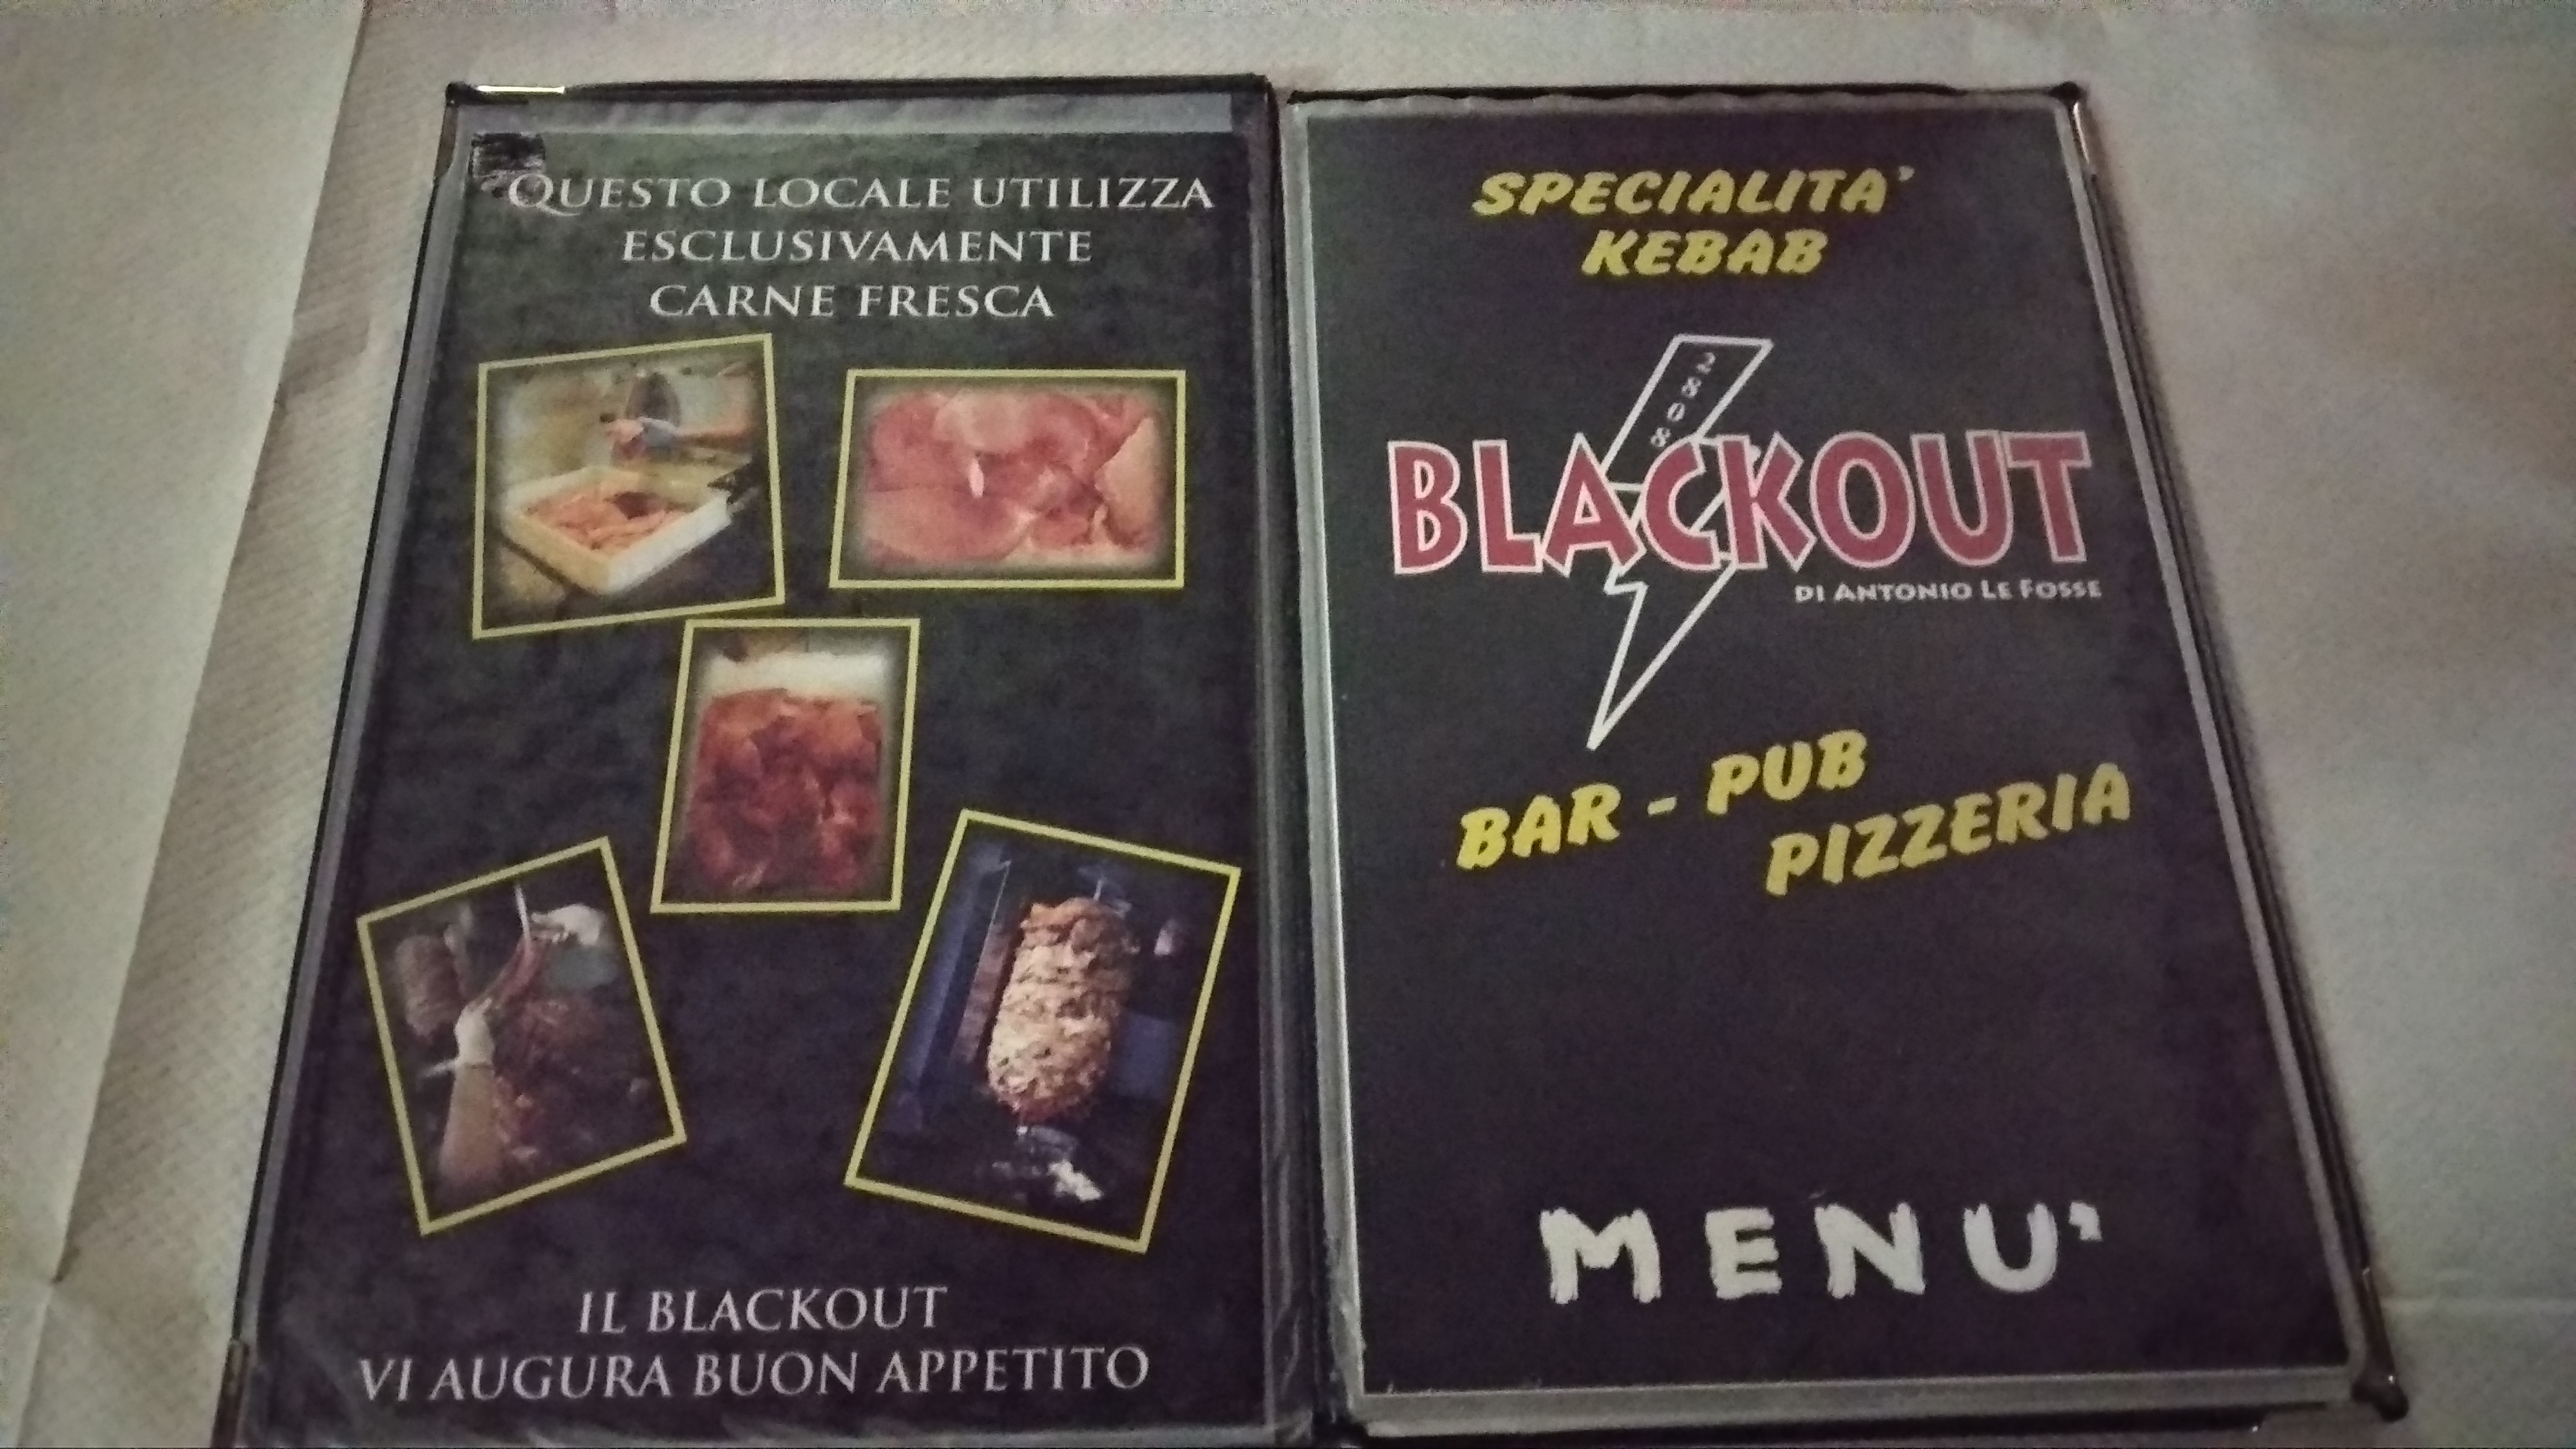 QUESTO LOCALE UTILIZZA
ESCLUSIVAMENTE
CARNE FRESCA
IL BLACKOUT
VI AUGURA BUON APPETITO
SPECIALITA'
KEBAB
BLACKOUT
DI ANTONIO LE FOSSE
BAR - PUB
PIZZERIA
MENU'